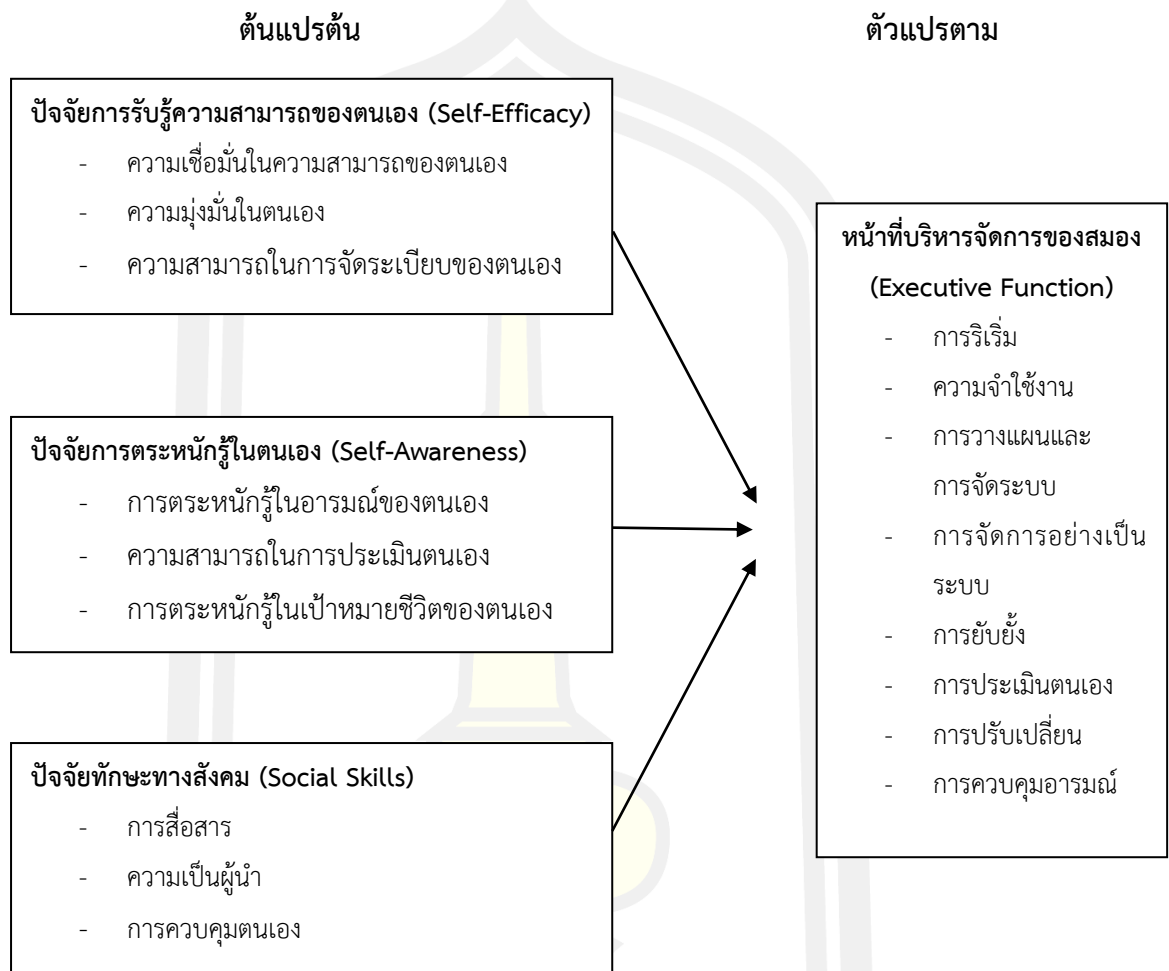 ต้นแปรต้น
ตัวแปรตาม
ปัจจัยการรับรู้ความสามารถของตนเอง (Self-Efficacy)
- ความเชื่อมั่นในความสามารถของตนเอง
- ความมุ่งมั่นในตนเอง
- ความสามารถในการจัดระเบียบของตนเอง
ปัจจัยการตระหนักรู้ในตนเอง (Self-Awareness)
- การตระหนักรู้ในอารมณ์ของตนเอง
- ความสามารถในการประเมินตนเอง
- การตระหนักรู้ในเป้าหมายชีวิตของตนเอง
ปัจจัยทักษะทางสังคม (Social Skills)
- การสื่อสาร
- ความเป็นผู้นำ
- การควบคุมตนเอง
หน้าที่บริหารจัดการของสมอง
(Executive Function)
- การริเริ่ม
- ความจำใช้งาน
- การวางแผนและ
การจัดระบบ
- การจัดการอย่างเป็น
ระบบ
- การยับยั้ง
- การประเมินตนเอง
- การปรับเปลี่ยน
- การควบคุมอารมณ์